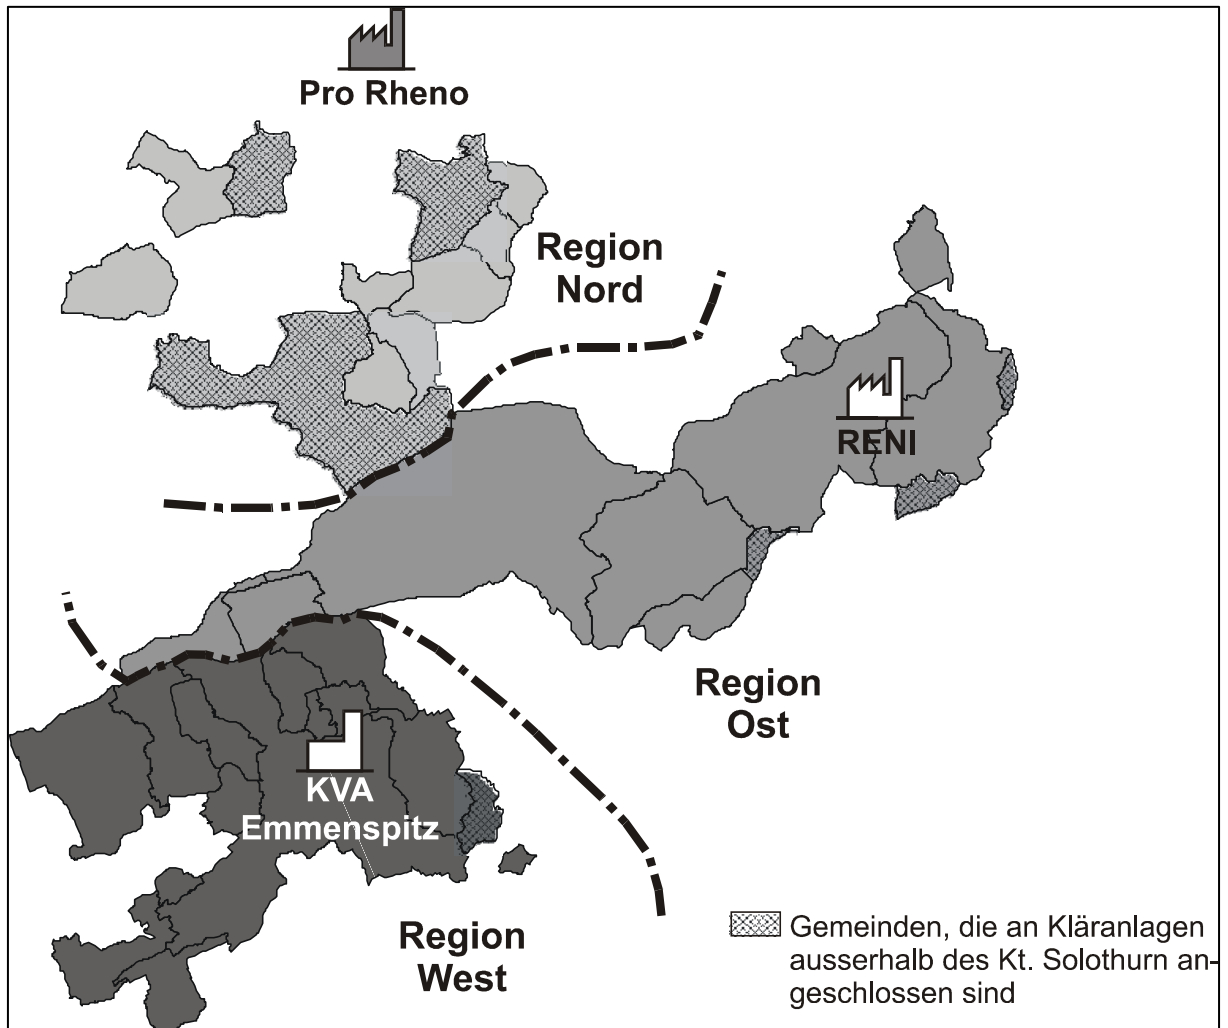 Pro Rheno
Region
Nord
RENI
Region
Ost
KVA
Emmenspitz
Region
West
Gemeinden, die an Kläranlagen
ausserhalb des Kt. Solothurn an-
geschlossen sind